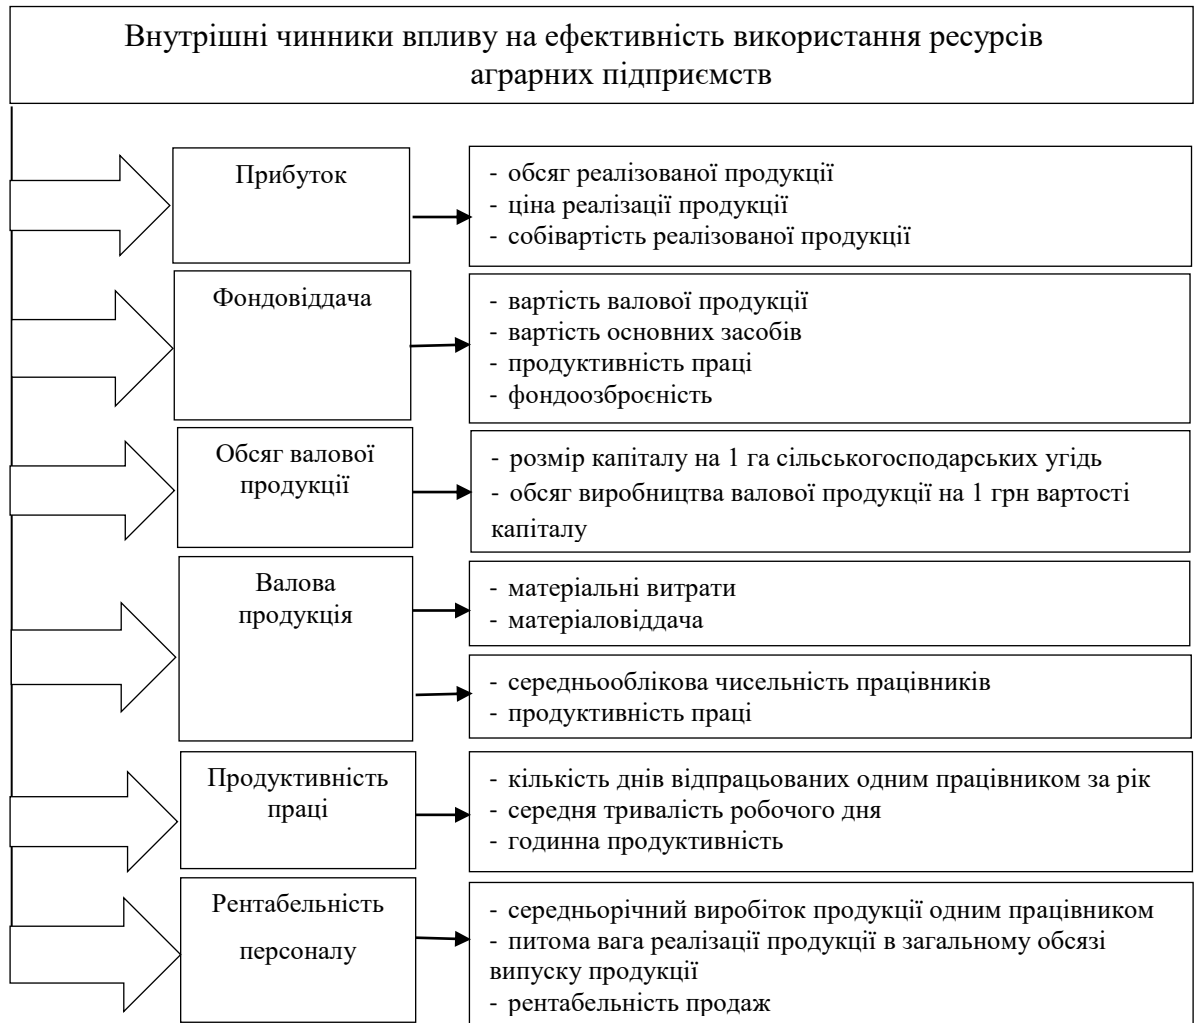 Внутрішні чинники впливу на ефективність використання ресурсів
аграрних підприємств
Прибуток
- обсяг реалізованої продукції
- ціна реалізації продукції
- собівартість реалізованої продукції
Фондовіддача
- вартість валової продукції
- вартість основних засобів
- продуктивність праці
- фондоозброєність
Обсяг валової
продукції
- розмір капіталу на 1 га сільськогосподарських угідь
- обсяг виробництва валової продукції на 1 грн вартості
капіталу
Валова
продукція
- матеріальні витрати
- матеріаловіддача
- середньооблікова чисельність працівників
- продуктивність праці
Продуктивність
праці
- кількість днів відпрацьованих одним працівником за рік
- середня тривалість робочого дня
- годинна продуктивність
Рентабельність
персоналу
- середньорічний виробіток продукції одним працівником
- питома вага реалізації продукції в загальному обсязі
випуску продукції
- рентабельність продаж